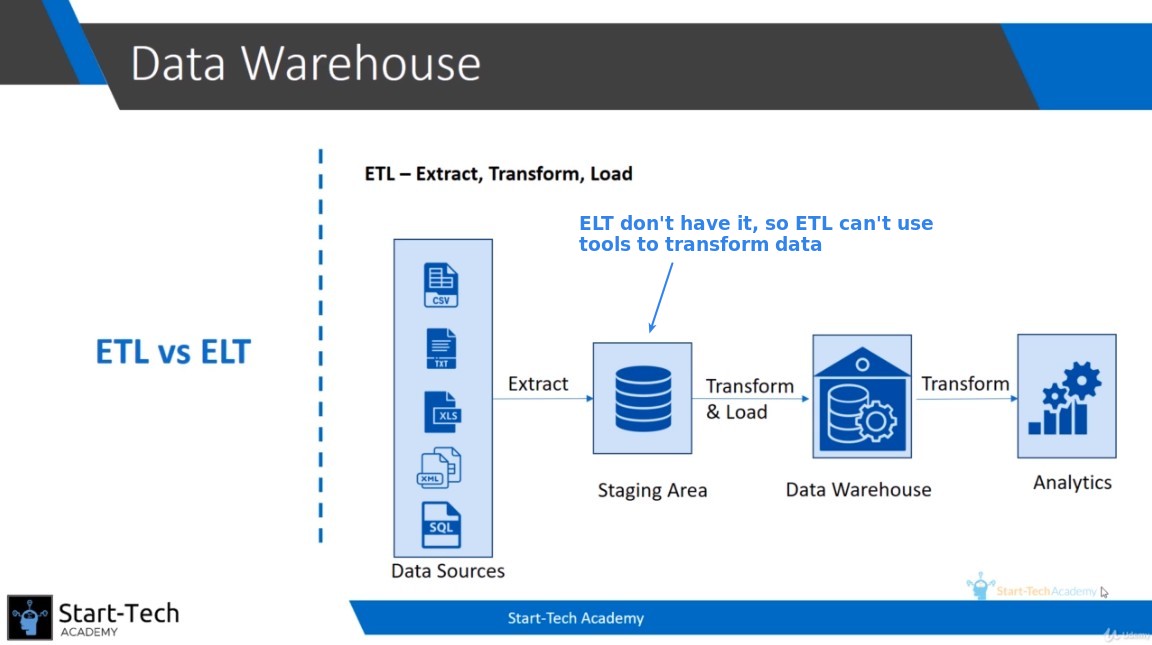 Data Warehouse
ETL – Extract, Transform, Load
ELT don't have it, so ETL can't use
tools to transform data
CSV
TXT
XLS
XML
SQL
ETL vs ELT
Extract
Transform
& Load
Transform
Data Sources
Staging Area
Data Warehouse
Analytics
Start-Tech Academy
Start-Tech
ACADEMY
Start-Tech Academy
Udemy